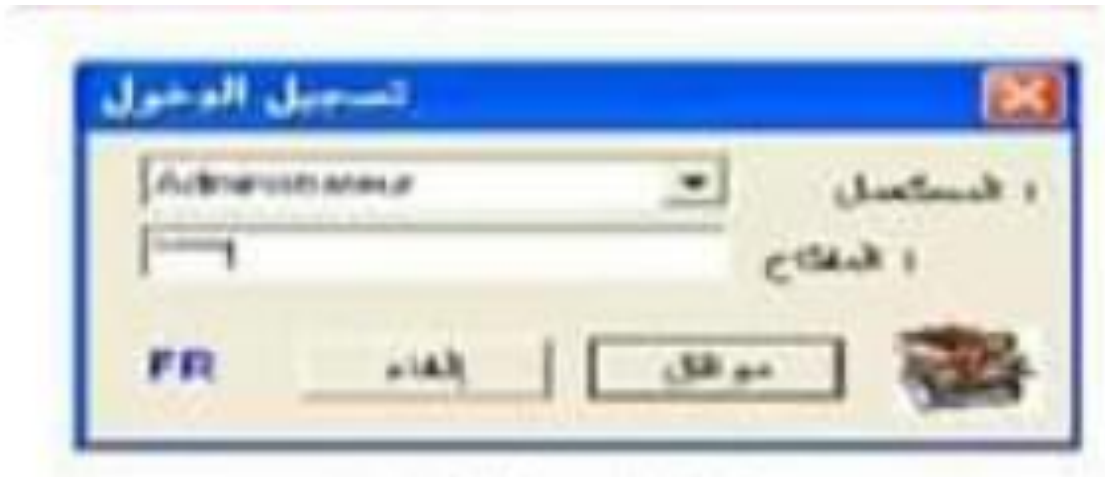 تسجيل الدخول
المستعمل :
Administrateur
المفتاح :
موافق
إلغاء
FR